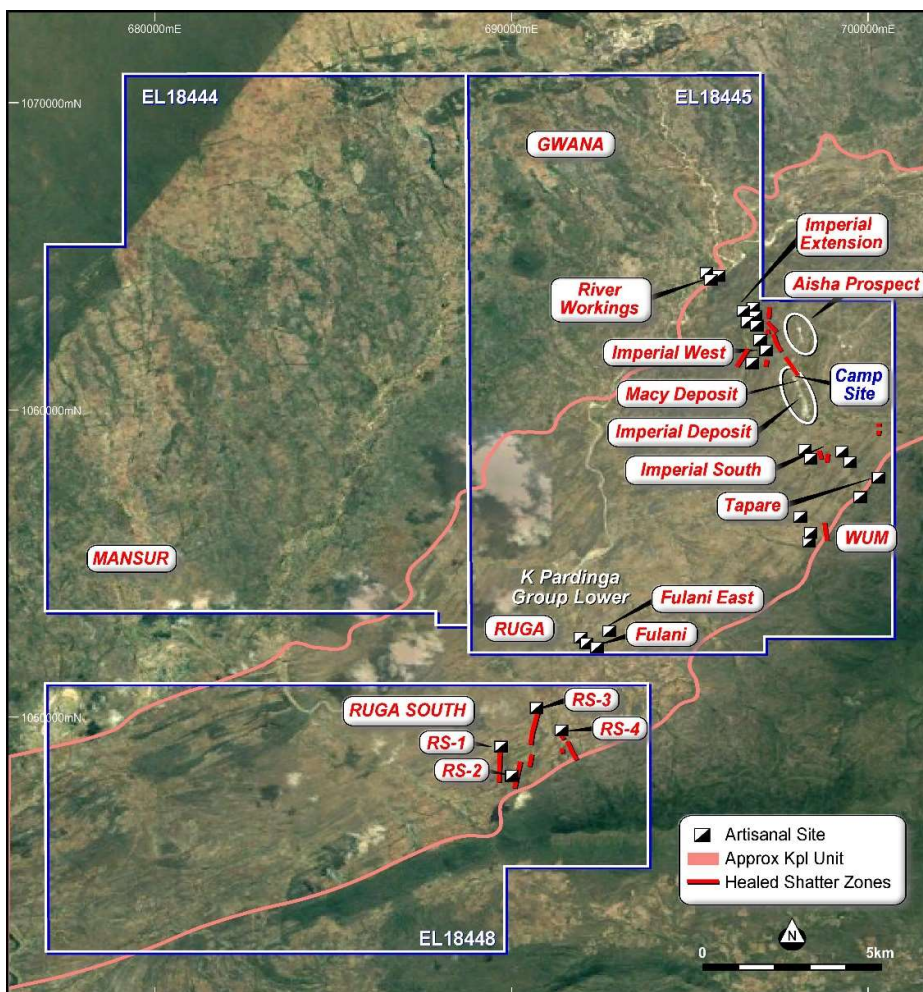 680000mE
690000mE
700000mE
1070000mN
EL18444
EL18445
GWANA
Imperial
Extension
Aisha Prospect
River
Workings
Imperial West
Macy Deposit
Camp
Site
1060000mN
Imperial Deposit
Imperial South
Tapare
WUM
MANSUR
K Pardinga
Group Lower
Fulani East
RUGA
Fulani
RUGA SOUTH
RS-3
1060000mN
RS-4
RS-1
RS-2
EL18448
Artisanal Site
Approx Kpl Unit
Healed Shatter Zones
N
0
5km